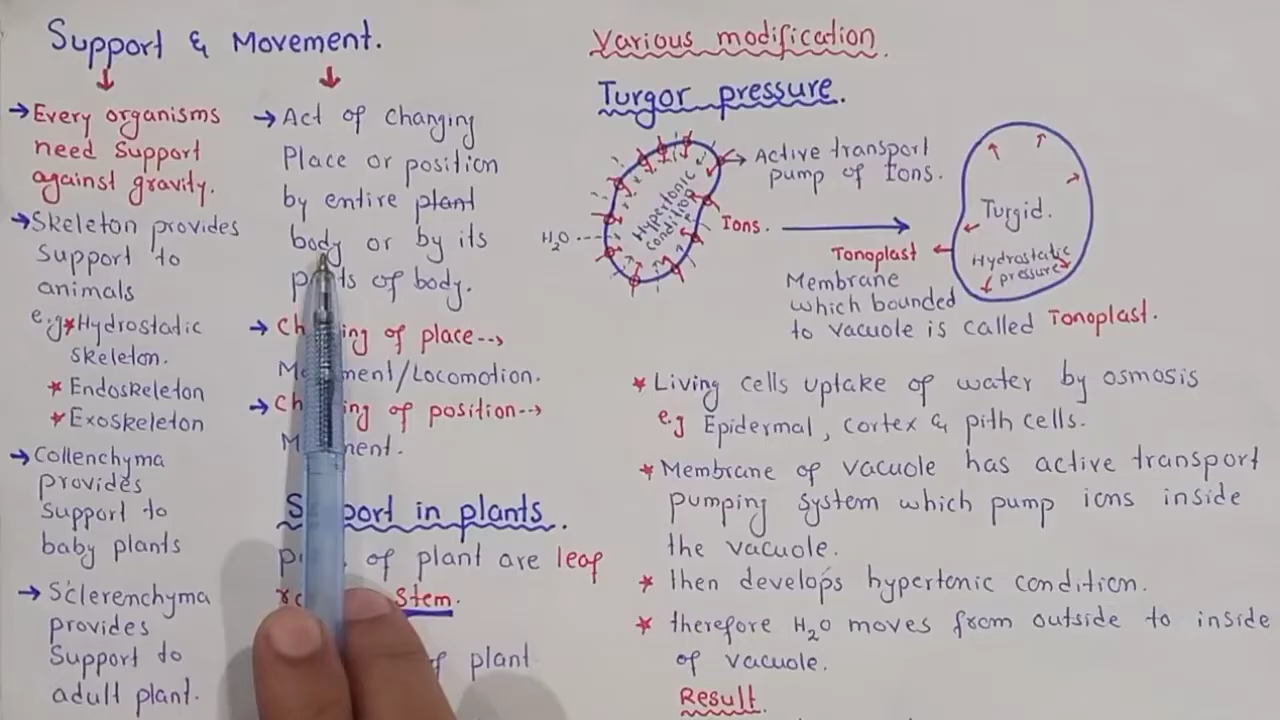 Support & Movement.
Every organisms
need Support
against gravity.
Skeleton provides
Support to
animals
e.g * Hydrostatic
skeleton.
* Endoskeleton
* Exoskeleton
Collenchyma
provides
Support to
baby plants
Sclerenchyma
provides
Support to
adult plant.
Act of changing
Place or position
by entire plant
body or by its
of body.
of place-->
/Locomotion.
of position-->
in plants.
of plant are leaf
Stem.
of plant
Various modification.
Turgor pressure.
Active transport
pump of Ions.
Hypertonic
condition
H2O
Ions.
Turgid.
Hydrostatic
pressure
Tonoplast
Membrane
which bounded
to vacuole is called Tonoplast.
* Living cells uptake of water by osmosis
e.g Epidermal, cortex & pith cells.
* Membrane of vacuole has active transport
pumping system which pump ions inside
the vacuole.
* Then develops hypertonic condition.
* therefore H2O moves from outside to inside
of vacuole.
Result.